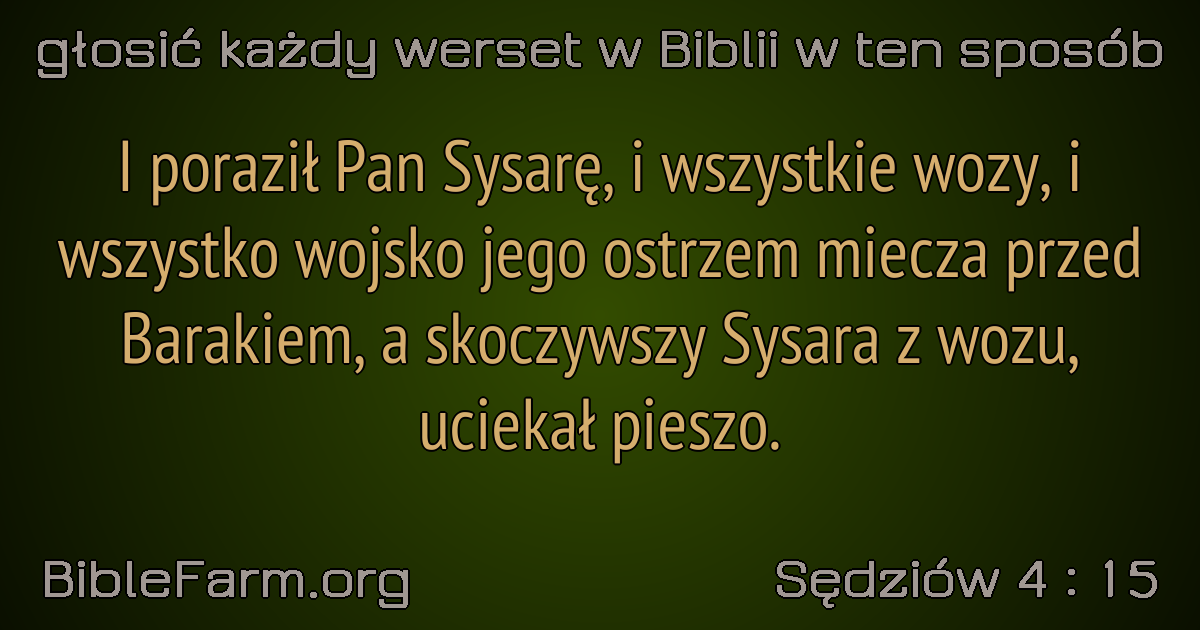 głosić każdy werset w Biblii w ten sposób
I poraził Pan Sysarę, i wszystkie wozy, i
wszystko wojsko jego ostrzem miecza przed
Barakiem, a skoczywszy Sysara z wozu,
uciekał pieszo.
BibleFarm.org
Sędziów 4 : 15